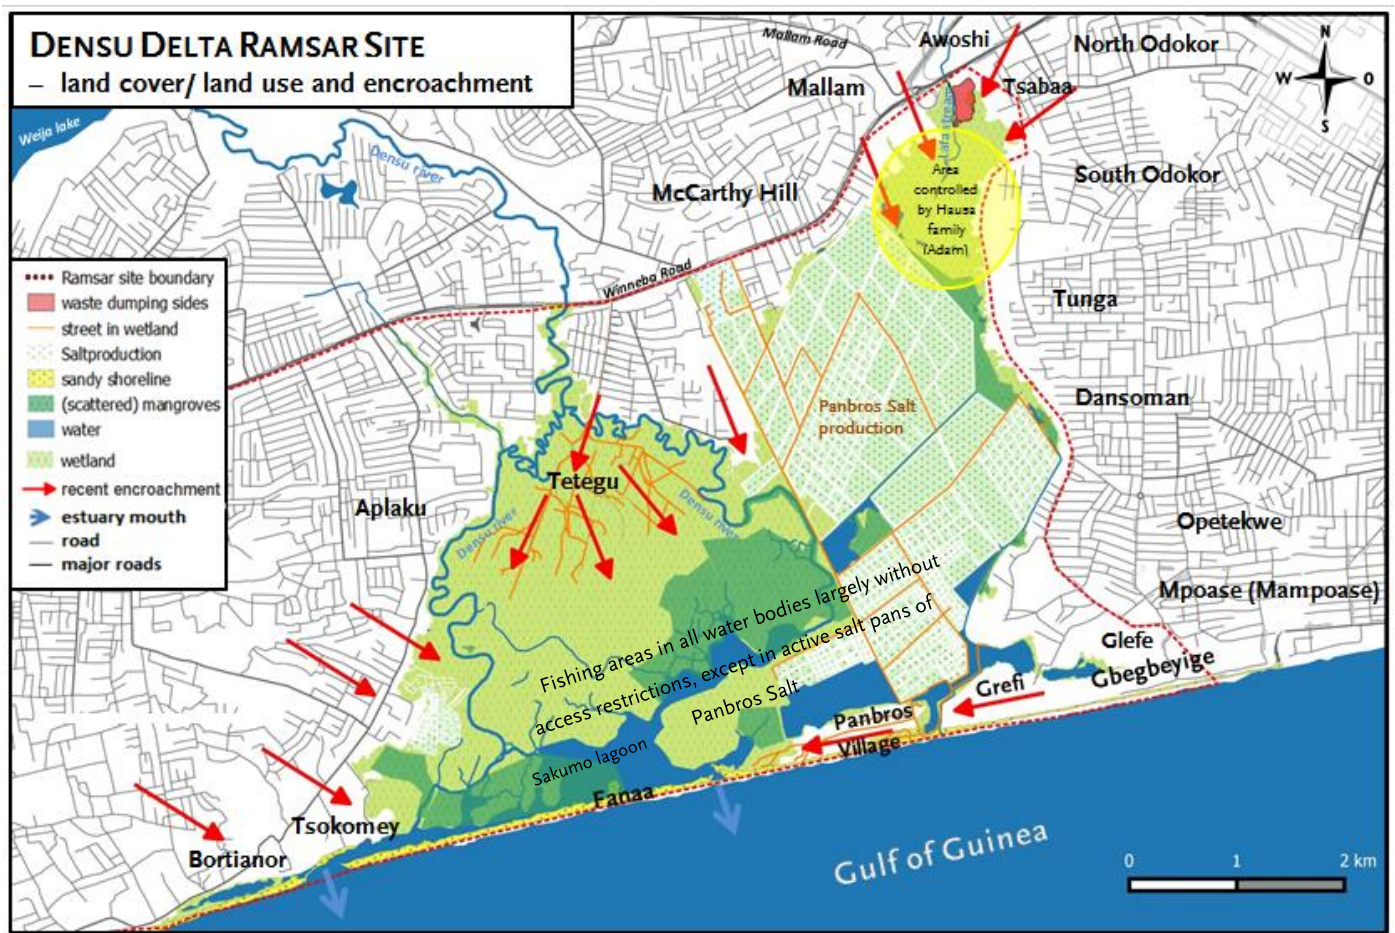 DENSU DELTA RAMSAR SITE
– land cover/ land use and encroachment
Mallam Road
Awoshi
North Odokor
N
W
O
S
Mallam
Tsabaa
Weija lake
Densu river
Lafa stream
McCarthy Hill
South Odokor
Area
controlled
by Hausa
family
(Adam)
Ramsar site boundary
waste dumping sides
street in wetland
Saltproduction
sandy shoreline
(scattered) mangroves
water
wetland
recent encroachment
estuary mouth
road
major roads
Winneba Road
Tunga
Dansoman
Panbros Salt
production
Tetegu
Aplaku
Densu river
Densu river
Opetekwe
Mpoase (Mampoase)
Fishing areas in all water bodies largely without
access restrictions, except in active salt pans of
Panbros Salt
Glefe
Gbegbeyige
Grefi
Panbros
Village
Sakumo lagoon
Fanaa
Tsokomey
Bortianor
Gulf of Guinea
0 1 2 km